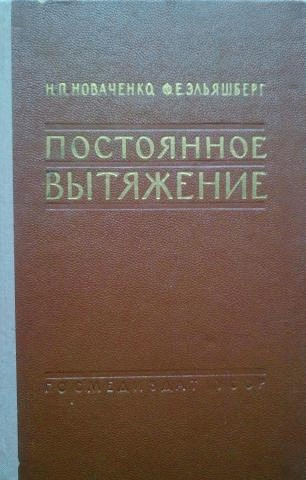 Н.П.НОВАЧЕНКО, Ф.Е.ЭЛЬЯШБЕРГ
ПОСТОЯННОЕ
ВЫТЯЖЕНИЕ
ГОСМЕДИЗДАТ УССР